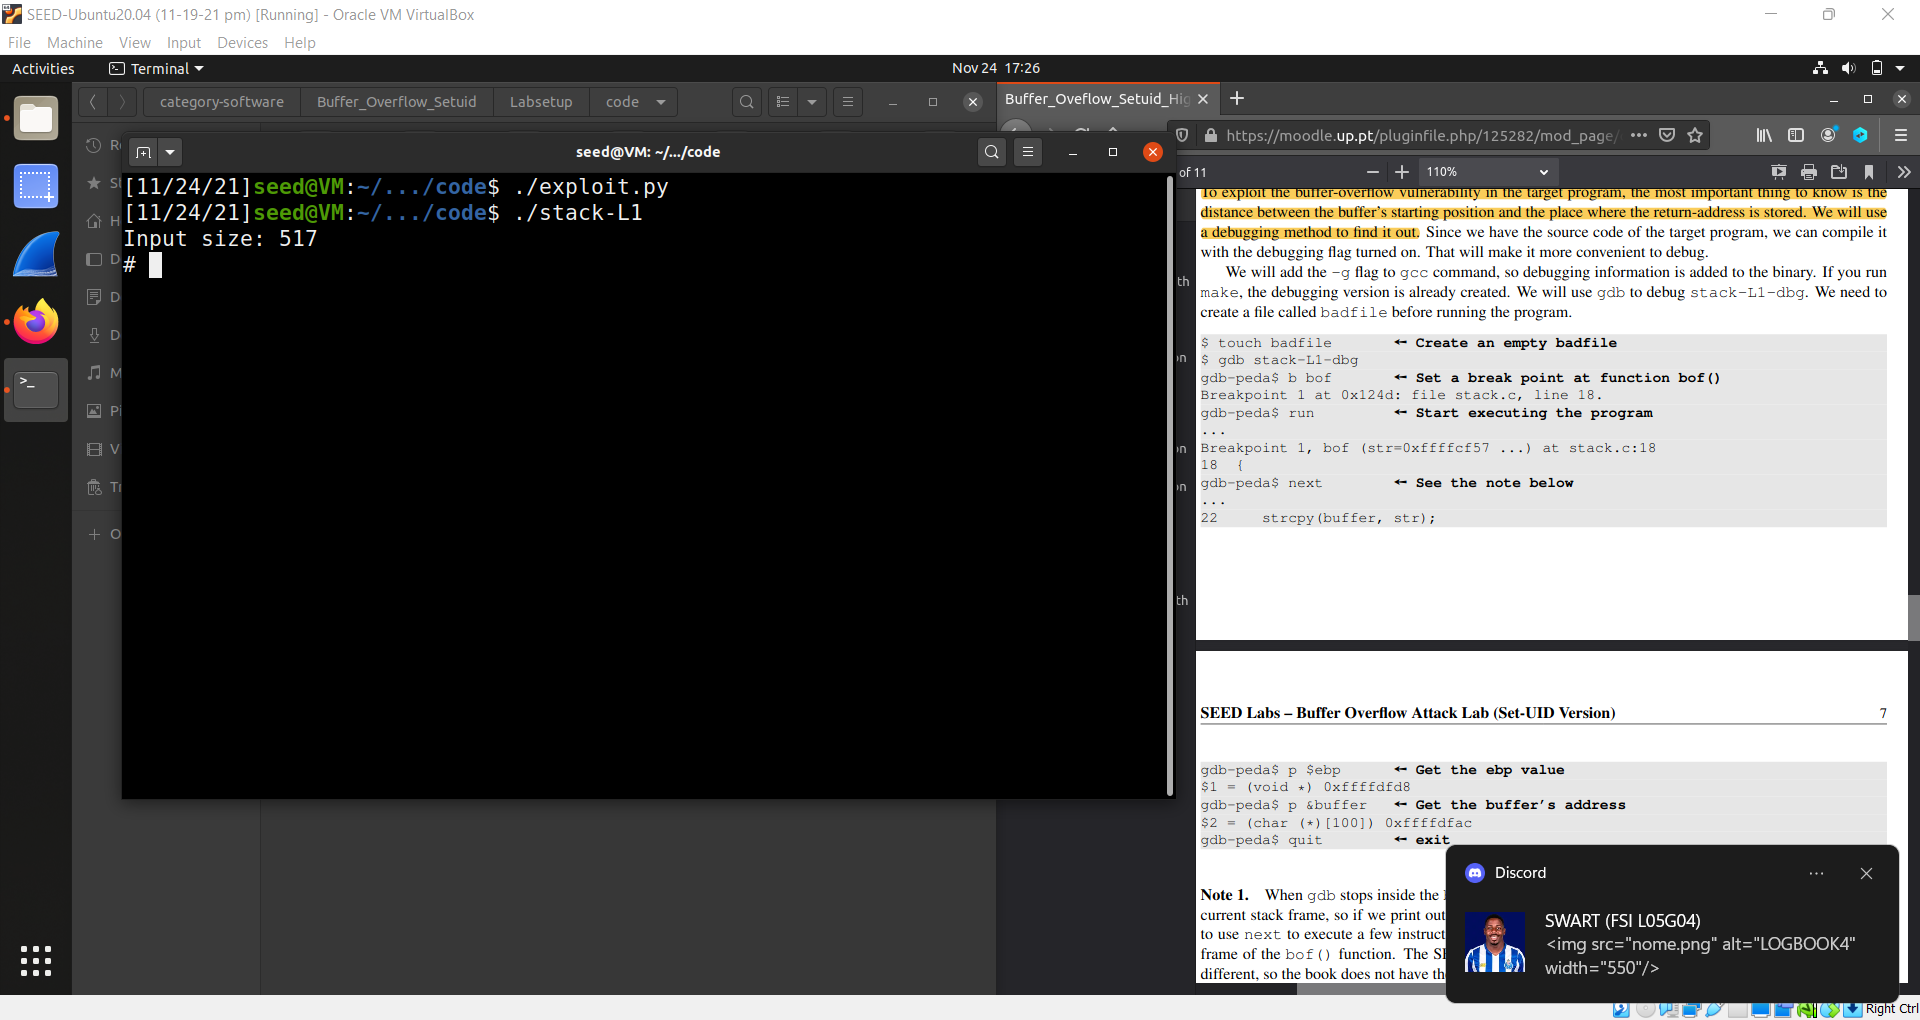 SEED-Ubuntu20.04 (11-19-21 pm) [Running] - Oracle VM VirtualBox
File Machine View Input Devices Help
Activities Terminal Nov 24 17:26
category-software Buffer_Overflow_Setuid Labsetup code
Buffer_Oveflow_Setuid_Hig
https://moodle.up.pt/pluginfile.php/125282/mod_page/
seed@VM: ~/.../code
of 11
110%
[11/24/21]seed@VM:~/.../code$ ./exploit.py
[11/24/21]seed@VM:~/.../code$ ./stack-L1
Input size: 517
#
To exploit the buffer-overflow vulnerability in the target program, the most important thing to know is the
distance between the buffer's starting position and the place where the return-address is stored. We will use
a debugging method to find it out. Since we have the source code of the target program, we can compile it
with the debugging flag turned on. That will make it more convenient to debug.
We will add the -g flag to gcc command, so debugging information is added to the binary. If you run
make, the debugging version is already created. We will use gdb to debug stack-L1-dbg. We need to
create a file called badfile before running the program.
$ touch badfile ← Create an empty badfile
$ gdb stack-L1-dbg
gdb-peda$ b bof ← Set a break point at function bof()
Breakpoint 1 at 0x124d: file stack.c, line 18.
gdb-peda$ run ← Start executing the program
...
Breakpoint 1, bof (str=0xffffcf57 ...) at stack.c:18
18 {
gdb-peda$ next ← See the note below
...
22 strcpy(buffer, str);
SEED Labs – Buffer Overflow Attack Lab (Set-UID Version) 7
gdb-peda$ p $ebp ← Get the ebp value
$1 = (void *) 0xffffdfd8
gdb-peda$ p &buffer ← Get the buffer's address
$2 = (char (*)[100]) 0xffffdfac
gdb-peda$ quit ← exit
Note 1. When gdb stops inside the
current stack frame, so if we print out
to use next to execute a few instruct
frame of the bof() function. The SE
different, so the book does not have th
Discord
SWART (FSI L05G04)
<img src="nome.png" alt="LOGBOOK4"
width="550"/>
Right Ctrl